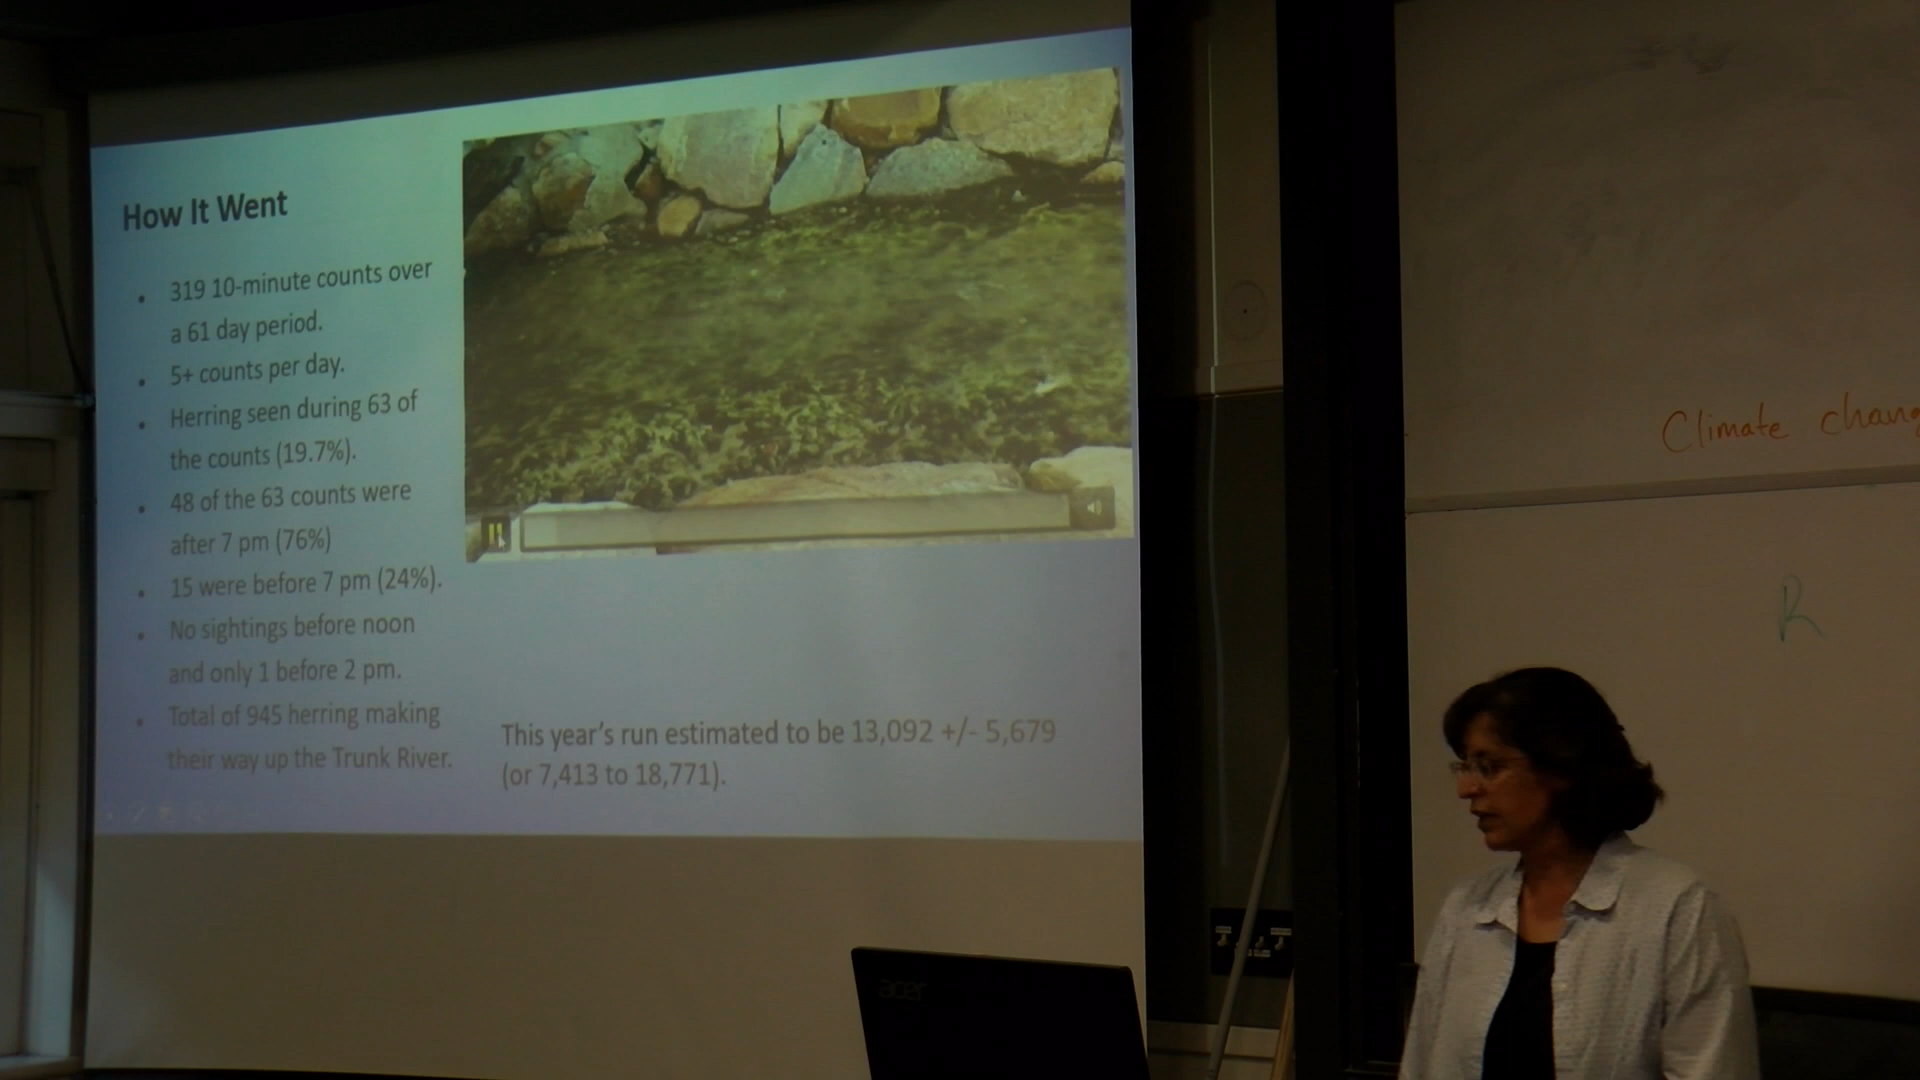 How It Went
• 319 10-minute counts over
a 61 day period.
• 5+ counts per day.
• Herring seen during 63 of
the counts (19.7%).
• 48 of the 63 counts were
after 7 pm (76%)
• 15 were before 7 pm (24%).
• No sightings before noon
and only 1 before 2 pm.
• Total of 945 herring making
their way up the Trunk River.
This year's run estimated to be 13,092 +/- 5,679
(or 7,413 to 18,771).
Climate chang
R
acer